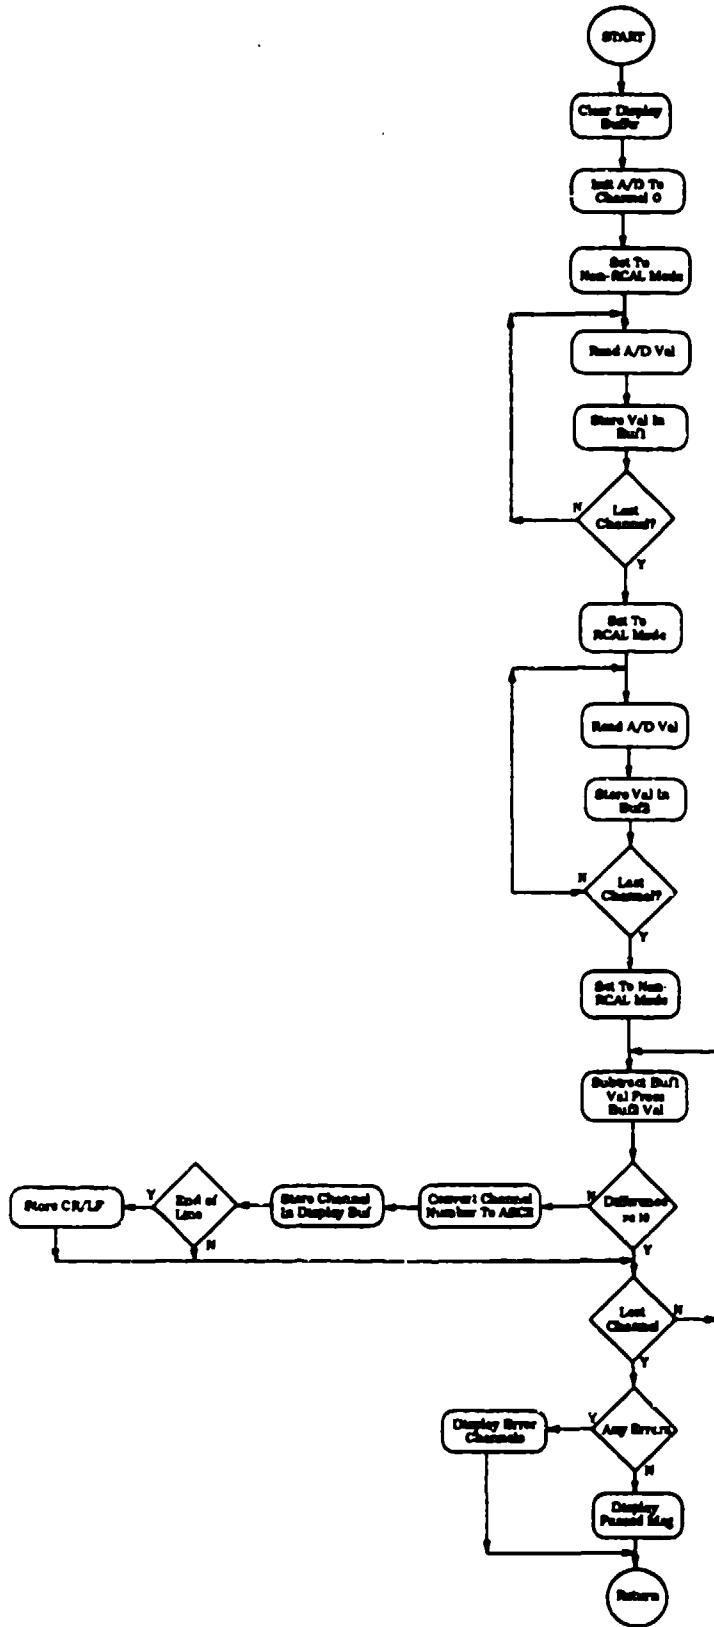 START
Clear Display
Buffer
Init A/D To
Channel 0
Set To
Non-RCAL Mode
Read A/D Val
Store Val in
Buf1
Last
Channel?
N
Y
Set To
RCAL Mode
Read A/D Val
Store Val in
Buf2
Last
Channel?
N
Y
Set To Non-
RCAL Mode
Subtract Buf1
Val From
Buf2 Val
Difference
N
Y
Convert Channel
Number To ASCII
Store Channel
in Display Buf
End of
Line
Y
N
Store CR/LF
Last
Channel
N
Y
Any Errors
Y
N
Display Error
Channels
Display
Passed Msg
Return